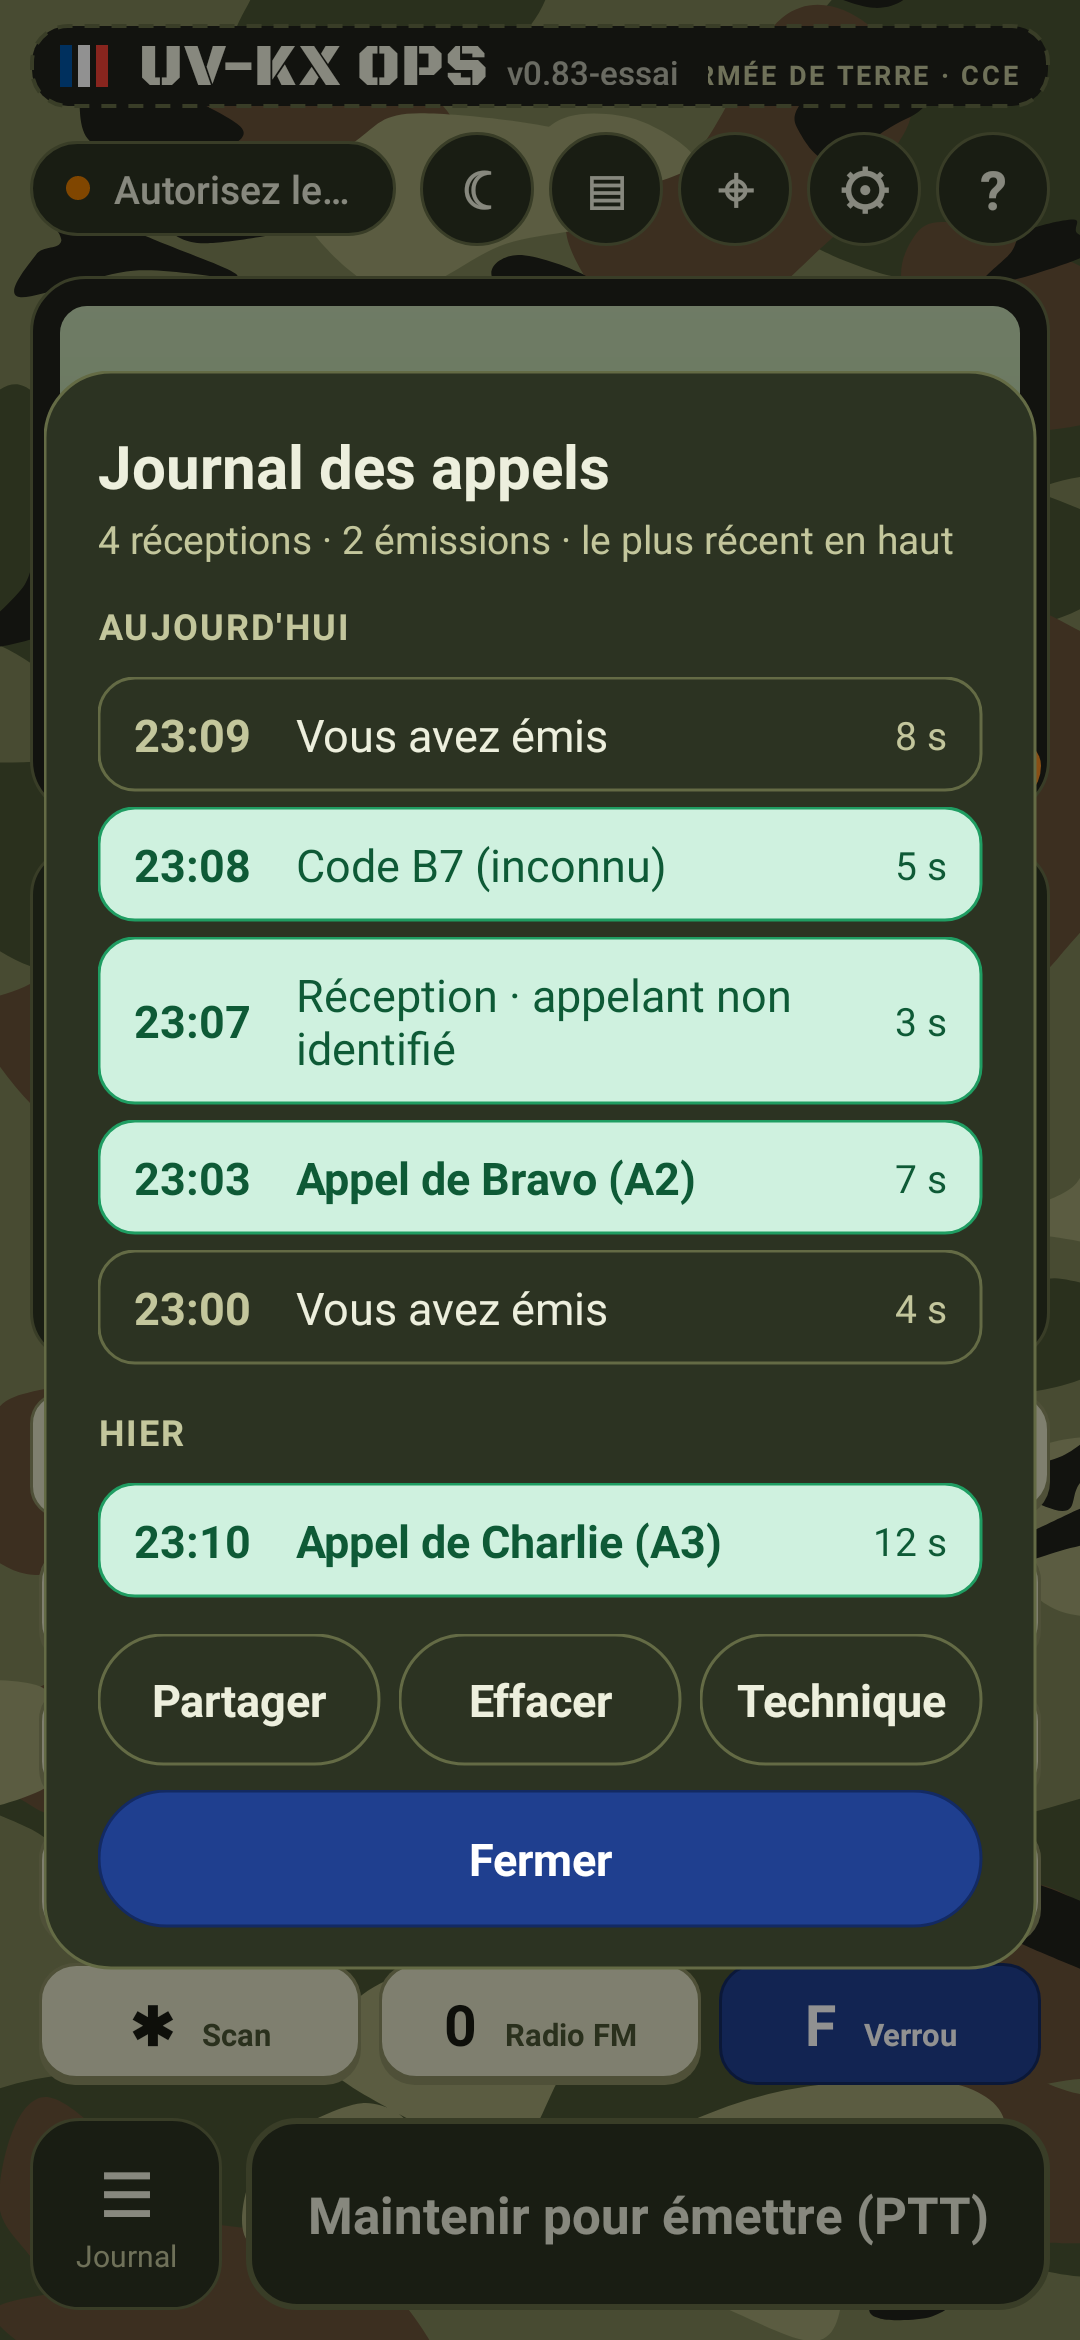 UV-KX OPS v0.83-essai RMÉE DE TERRE · CCE
Autorisez le...
?
Journal des appels
4 réceptions · 2 émissions · le plus récent en haut
AUJOURD'HUI
23:09 Vous avez émis 8 s
23:08 Code B7 (inconnu) 5 s
23:07 Réception · appelant non
identifié 3 s
23:03 Appel de Bravo (A2) 7 s
23:00 Vous avez émis 4 s
HIER
23:10 Appel de Charlie (A3) 12 s
Partager Effacer Technique
Fermer
✱ Scan 0 Radio FM F Verrou
Journal
Maintenir pour émettre (PTT)